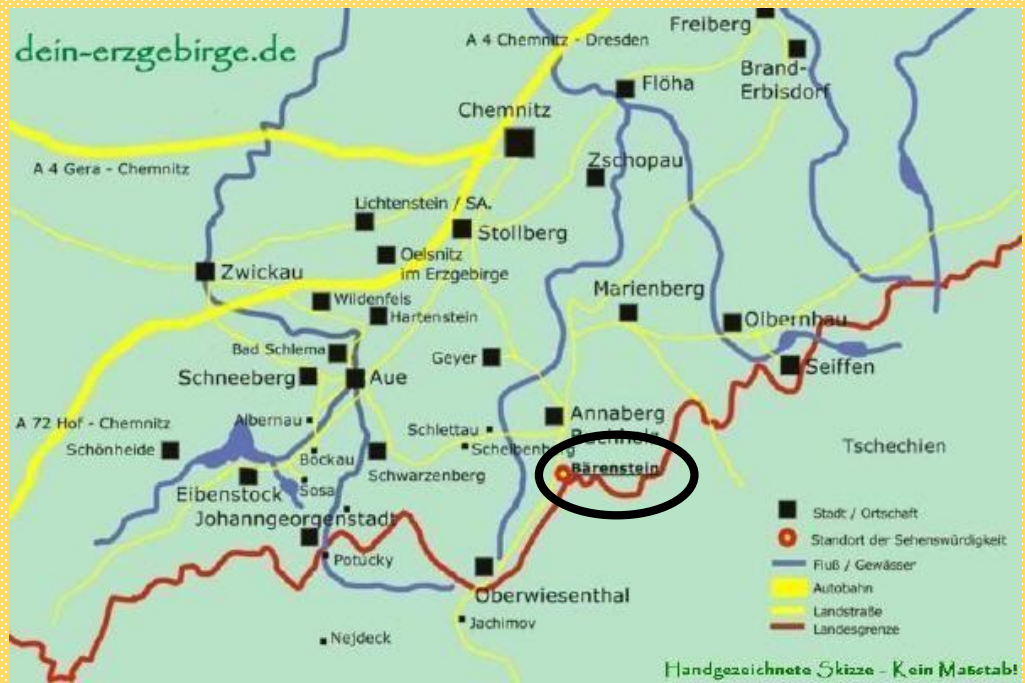 dein-erzgebirge.de
Freiberg
A 4 Chemnitz - Dresden
Brand-
Erbisdorf
Flöha
Chemnitz
Zschopau
A 4 Gera - Chemnitz
Lichtenstein / SA.
Stollberg
Oelsnitz
im Erzgebirge
Zwickau
Marienberg
Wildenfels
Hartenstein
Olbernhau
Bad Schlema
Geyer
Seiffen
Schneeberg
Aue
Annaberg
Buchholz
A 72 Hof - Chemnitz
Albernau
Schlettau
Scheibenberg
Schönheide
Böckau
Schwarzenberg
Bärenstein
Tschechien
Eibenstock
Sosa
Johanngeorgenstadt
Potucky
Oberwiesenthal
Jachimov
Nejdeck
Stadt / Ortschaft
Standort der Sehenswürdigkeit
Fluß / Gewässer
Autobahn
Landstraße
Landesgrenze
Handgezeichnete Skizze - Kein Maßstab!